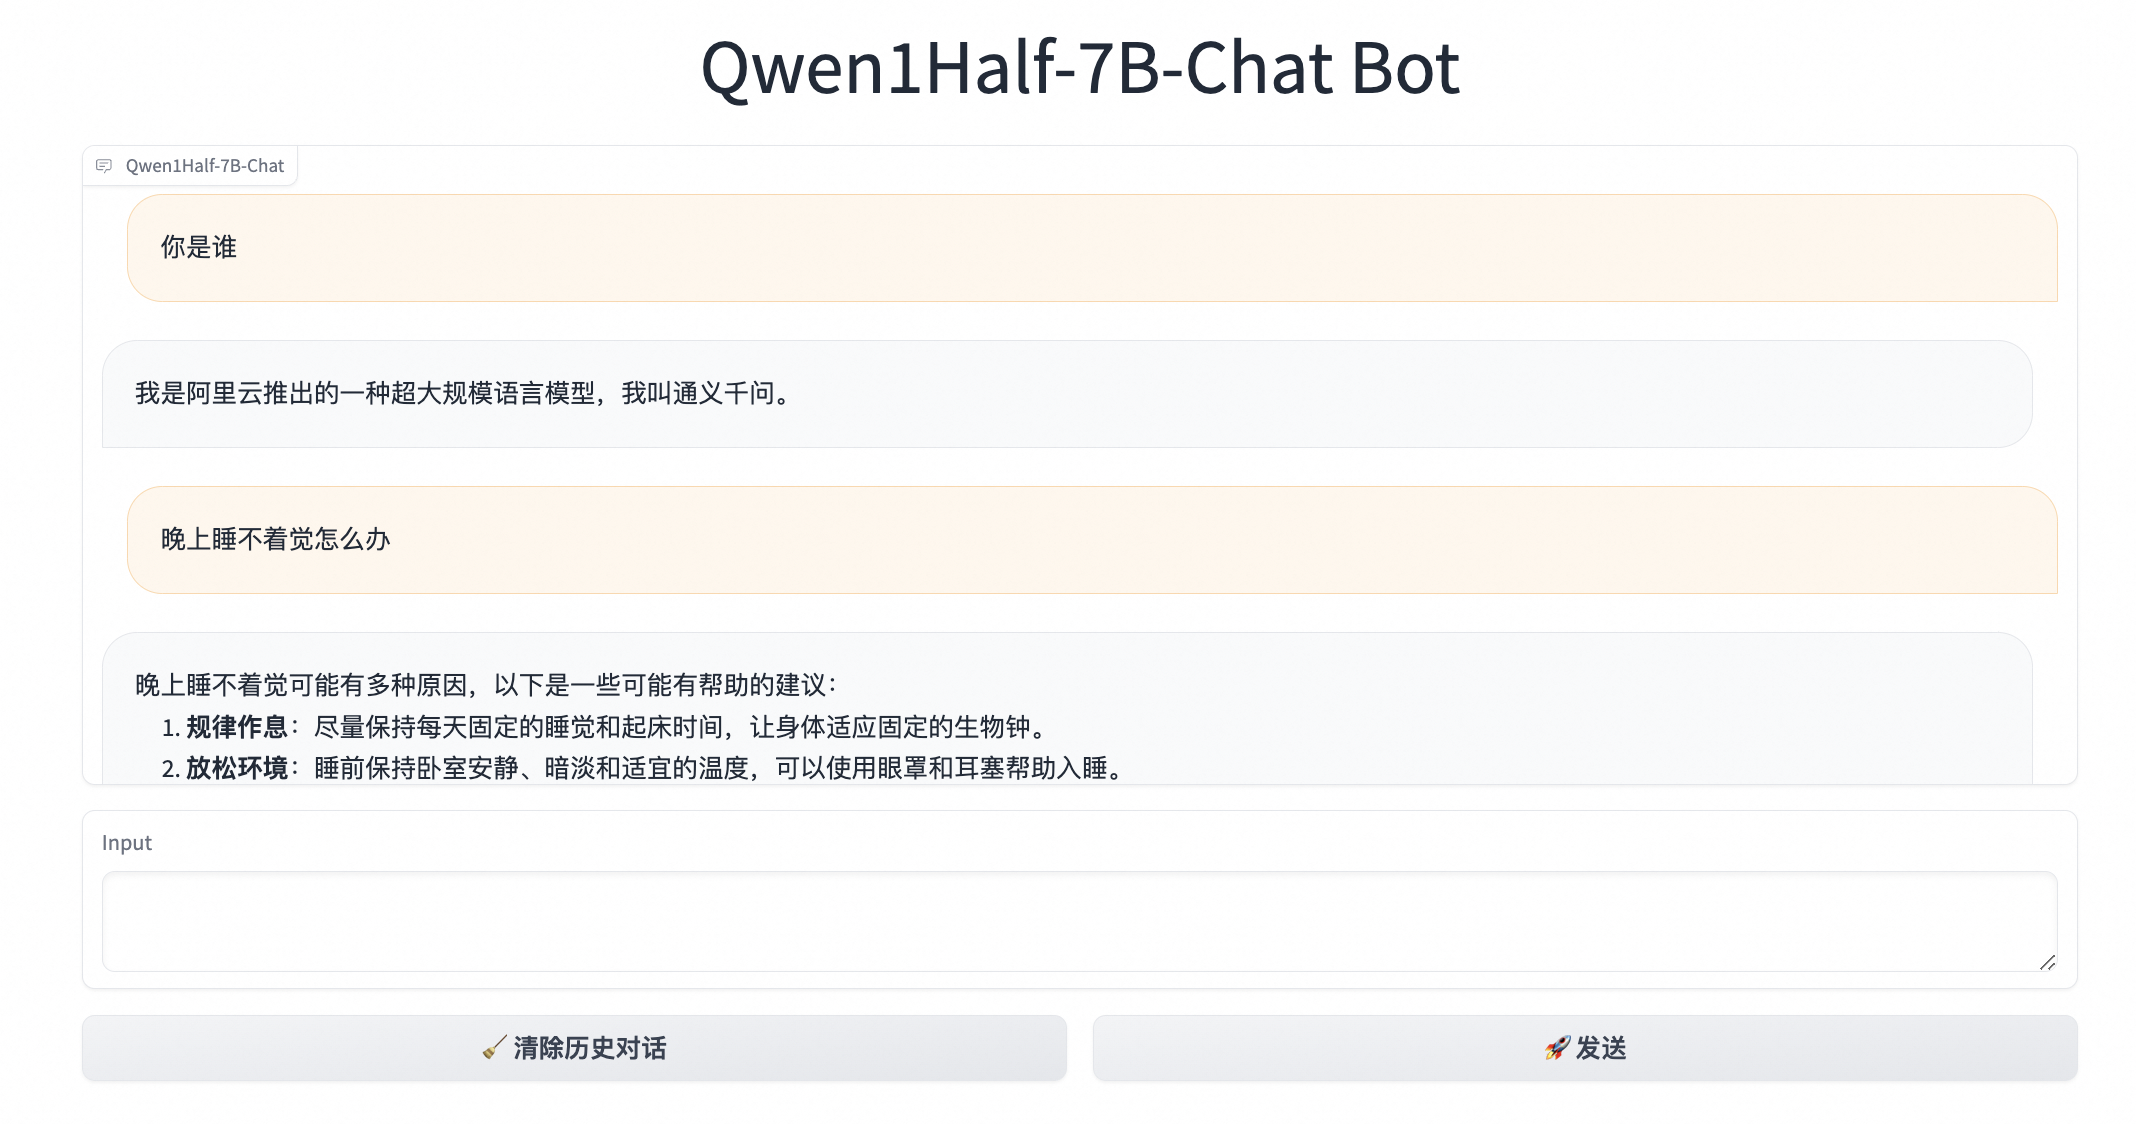 Qwen1Half-7B-Chat Bot
Qwen1Half-7B-Chat
你是谁
我是阿里云推出的一种超大规模语言模型，我叫通义千问。
晚上睡不着觉怎么办
晚上睡不着觉可能有多种原因，以下是一些可能有帮助的建议：
1. 规律作息：尽量保持每天固定的睡觉和起床时间，让身体适应固定的生物钟。
2. 放松环境：睡前保持卧室安静、暗淡和适宜的温度，可以使用眼罩和耳塞帮助入睡。
Input
🧹 清除历史对话
🚀 发送